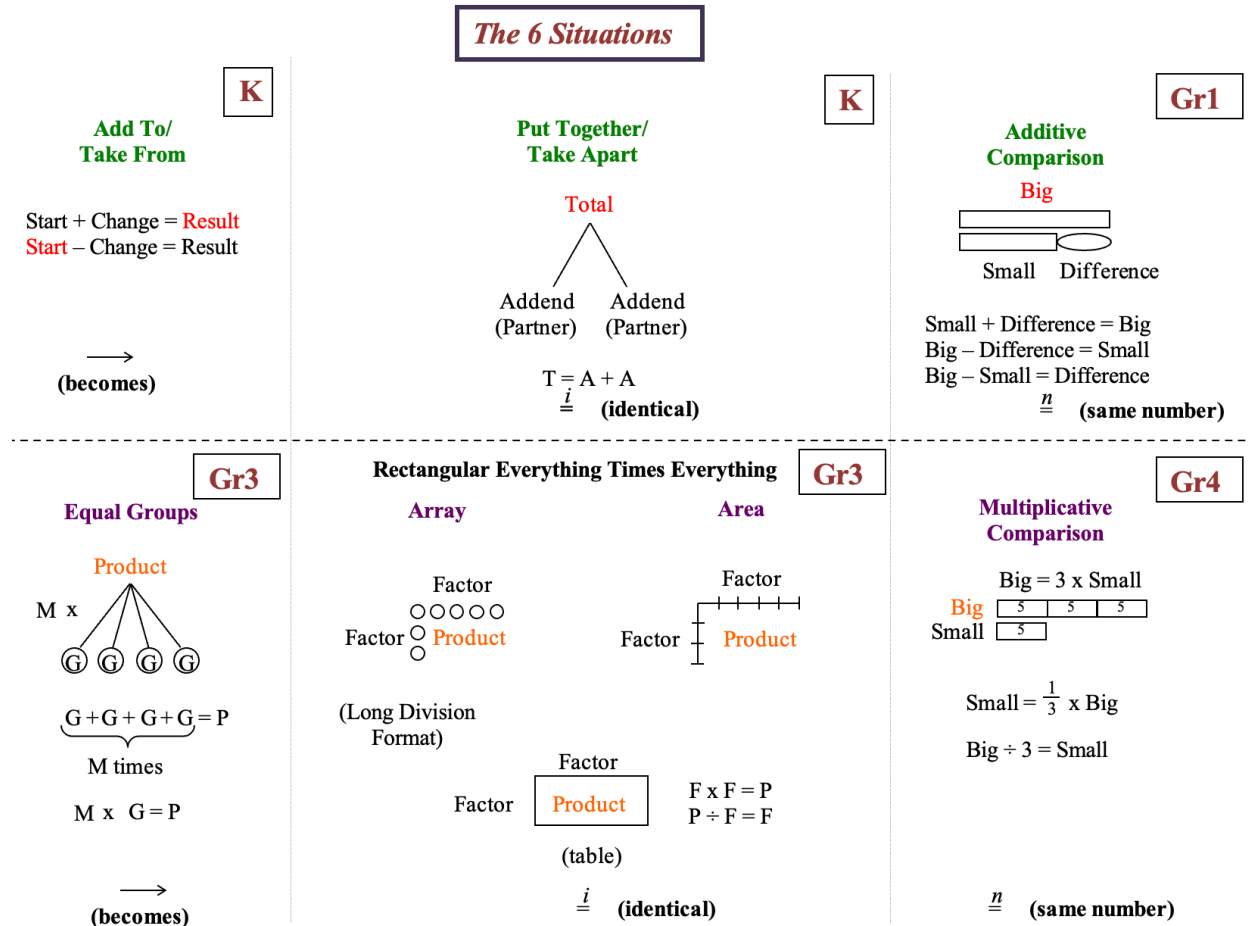 The 6 Situations
K
Add To/
Take From
Start + Change = Result
Start – Change = Result
(becomes)
K
Put Together/
Take Apart
Total
Addend Addend
(Partner) (Partner)
T = A + A
i
= (identical)
Gr1
Additive
Comparison
Big
Small Difference
Small + Difference = Big
Big – Difference = Small
Big – Small = Difference
n
= (same number)
Gr3
Equal Groups
Product
M x
G G G G
G + G + G + G = P
M times
M x G = P
(becomes)
Rectangular Everything Times Everything
Gr3
Array Area
Factor
Factor Product
Factor
Factor Product
(Long Division
Format)
Factor
Factor Product
(table)
F x F = P
P ÷ F = F
i
= (identical)
Gr4
Multiplicative
Comparison
Big = 3 x Small
Big 5 5 5
Small 5
Small = 1/3 x Big
Big ÷ 3 = Small
n
= (same number)